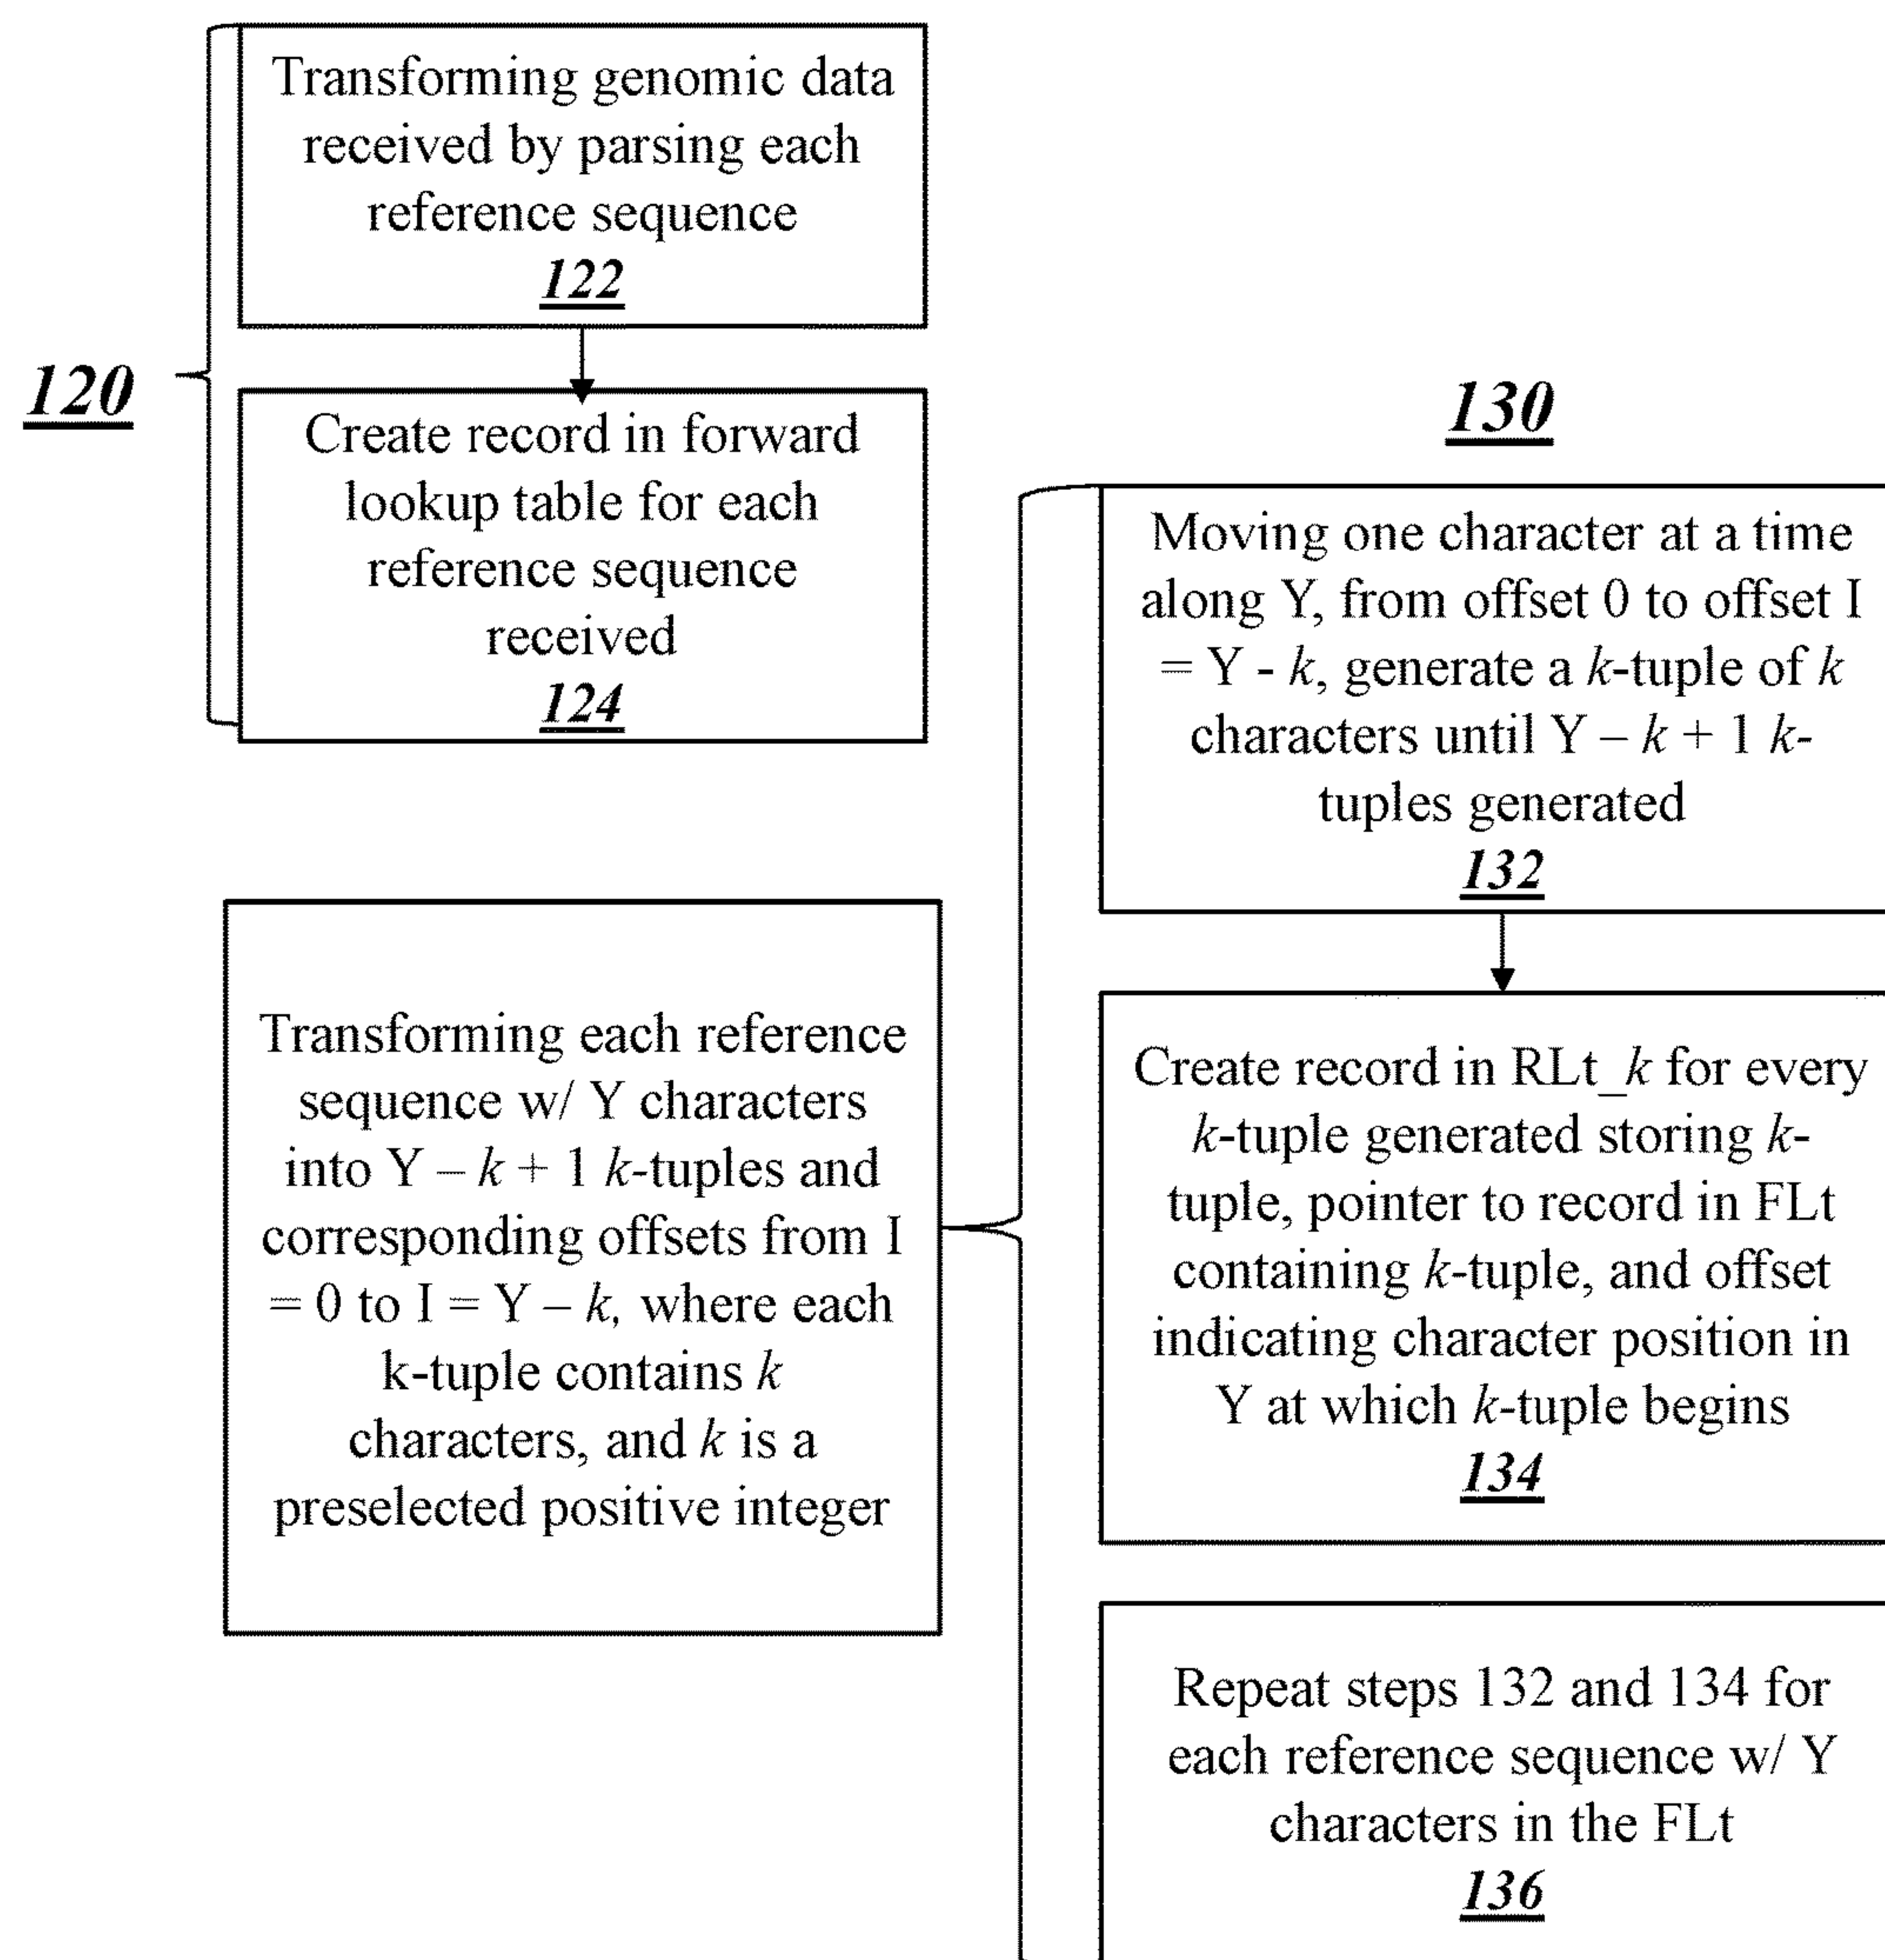 120
Transforming genomic data
received by parsing each
reference sequence
122
Create record in forward
lookup table for each
reference sequence
received
124
Transforming each reference
sequence w/ Y characters
into Y – k + 1 k-tuples and
corresponding offsets from I
= 0 to I = Y – k, where each
k-tuple contains k
characters, and k is a
preselected positive integer
130
Moving one character at a time
along Y, from offset 0 to offset I
= Y - k, generate a k-tuple of k
characters until Y – k + 1 k-
tuples generated
132
Create record in RLt_k for every
k-tuple generated storing k-
tuple, pointer to record in FLt
containing k-tuple, and offset
indicating character position in
Y at which k-tuple begins
134
Repeat steps 132 and 134 for
each reference sequence w/ Y
characters in the FLt
136